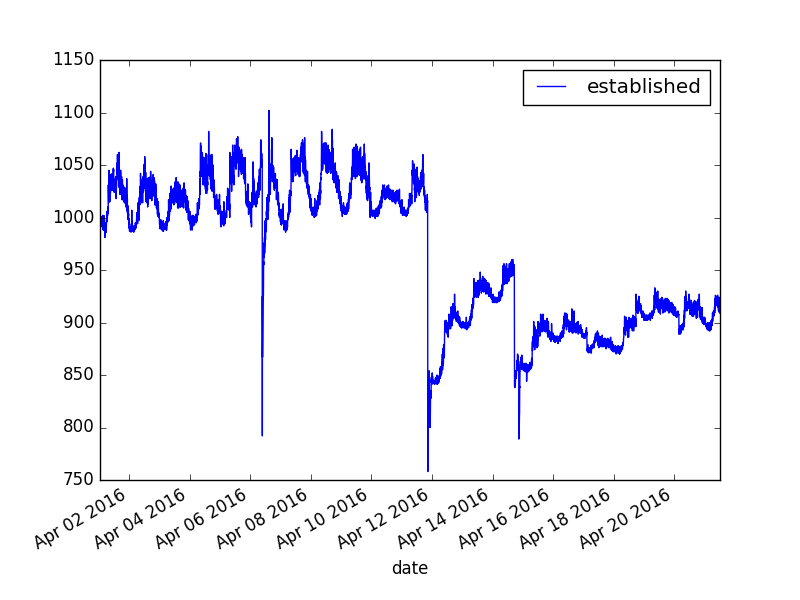 1150
1100
1050
1000
950
900
850
800
750
established
Apr 02 2016
Apr 04 2016
Apr 06 2016
Apr 08 2016
Apr 10 2016
Apr 12 2016
Apr 14 2016
Apr 16 2016
Apr 18 2016
Apr 20 2016
date